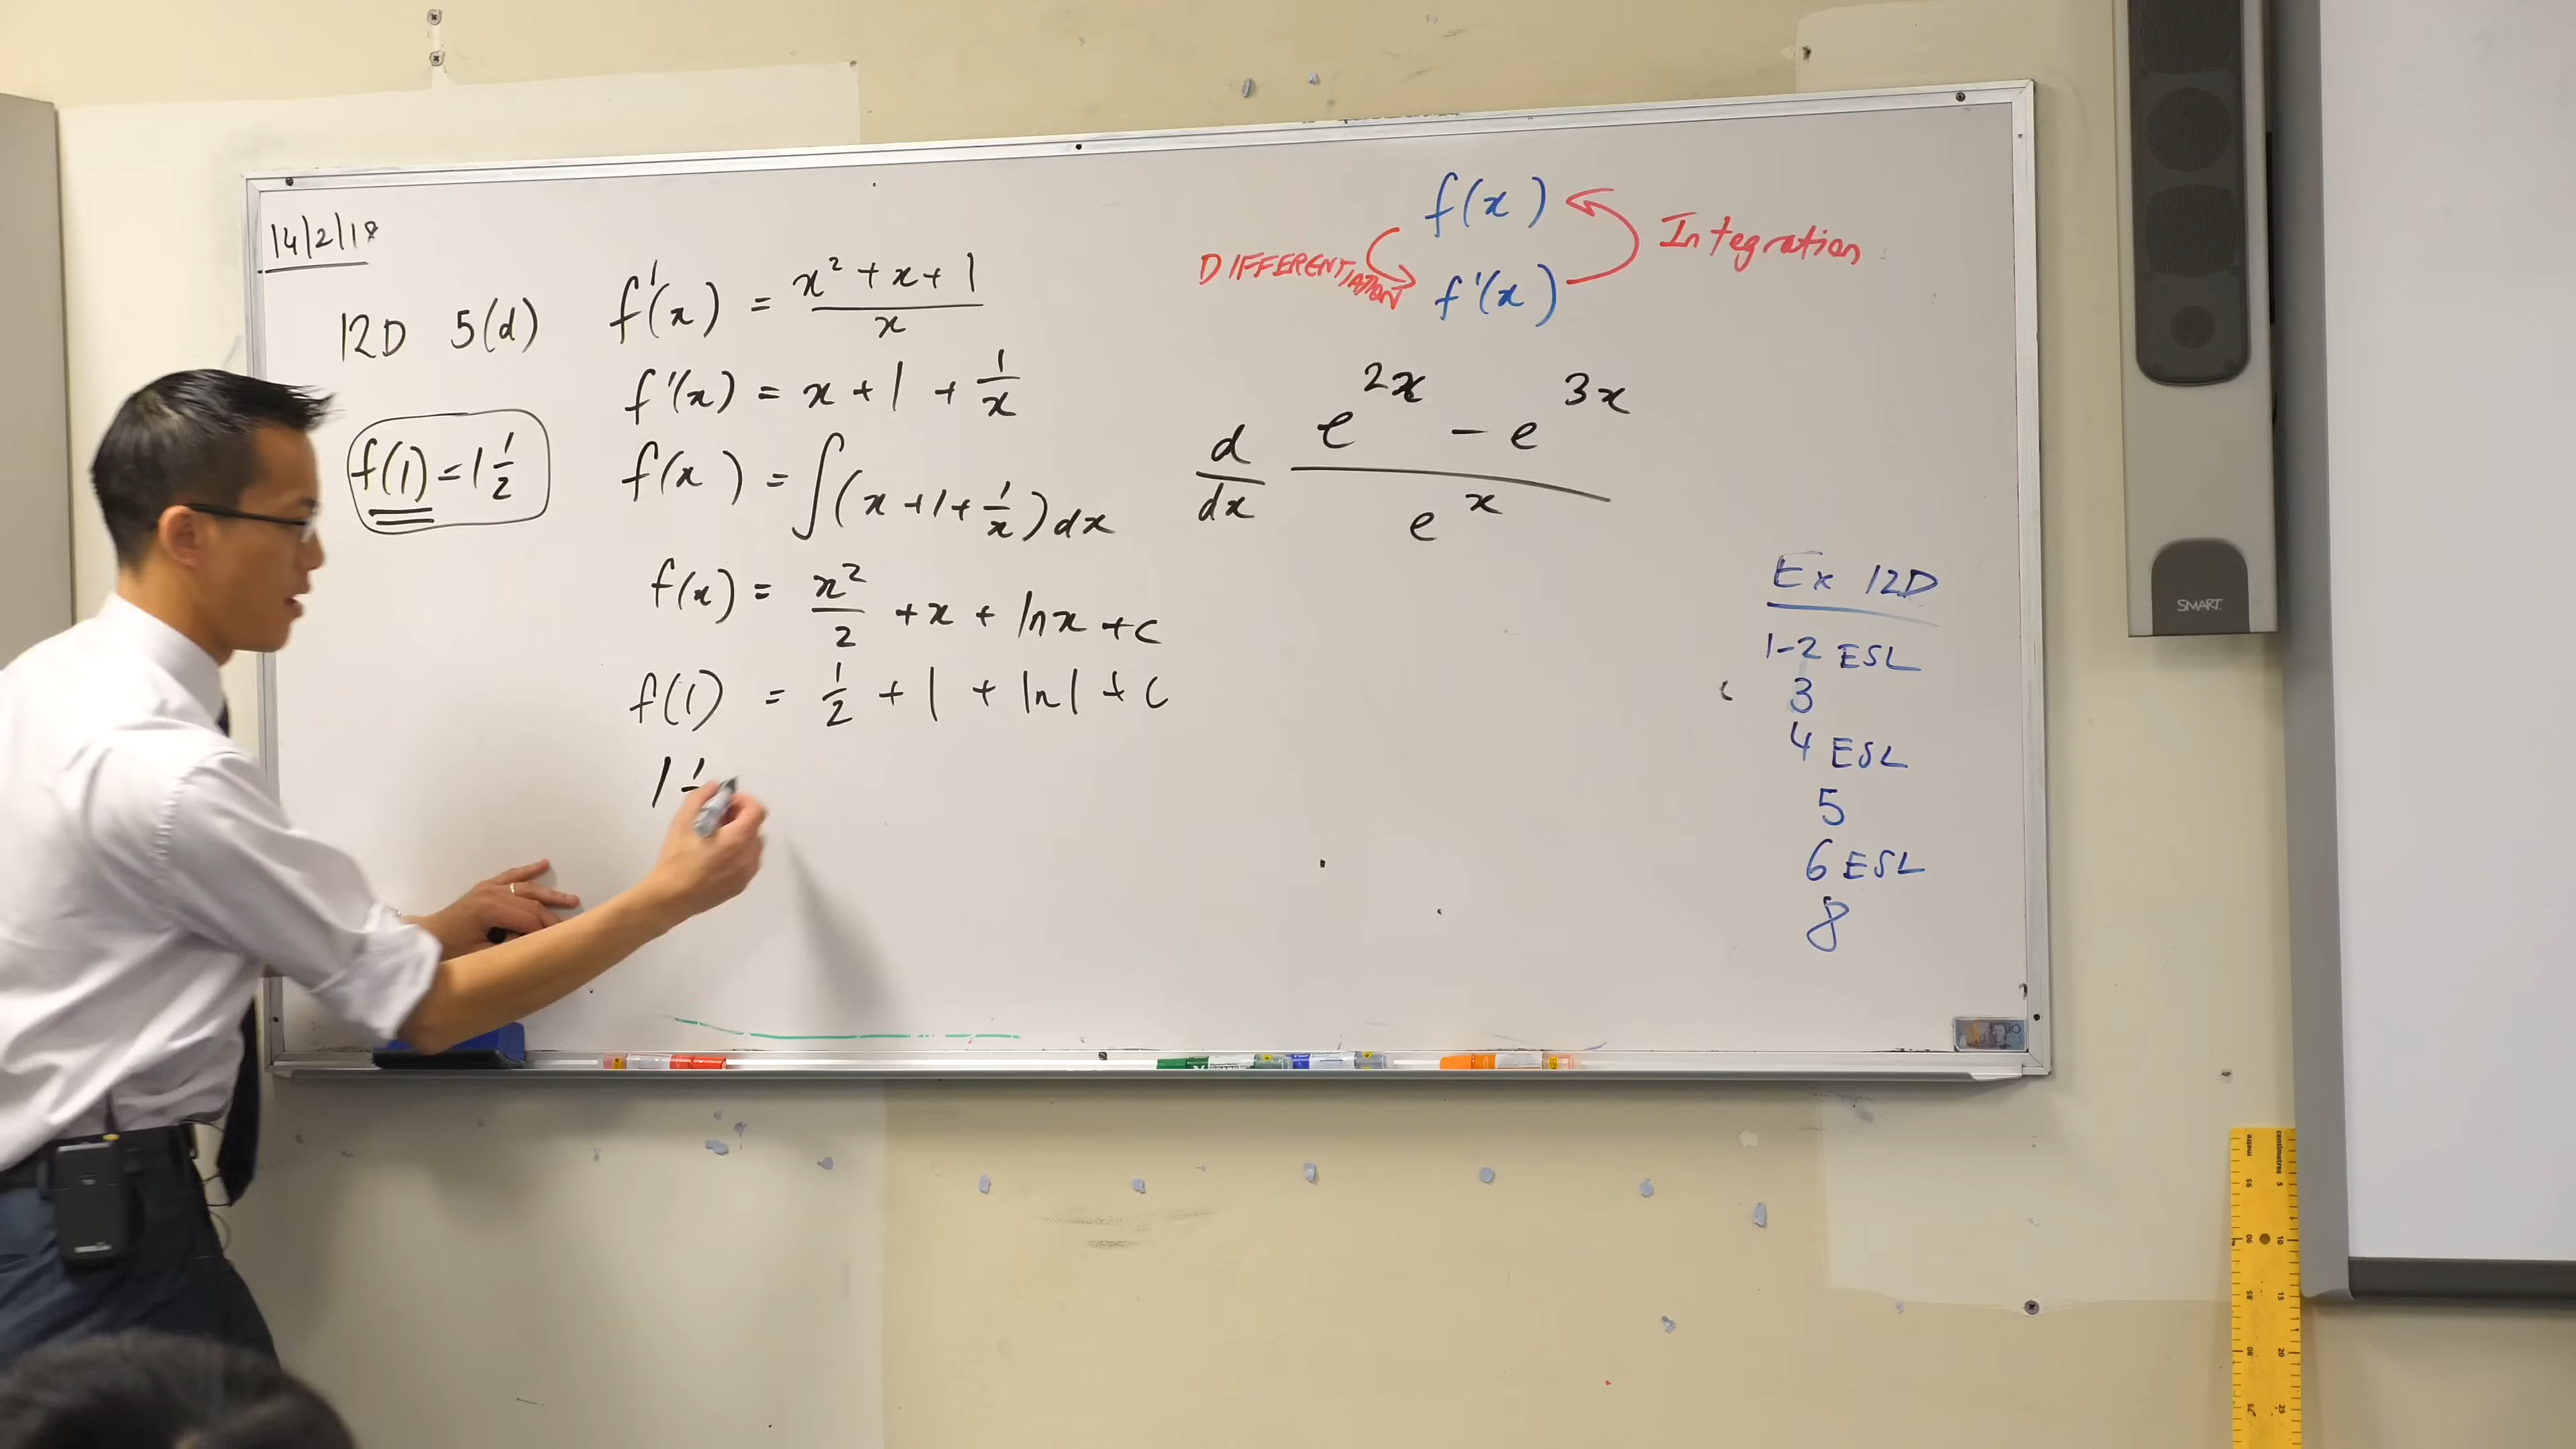 14/2/18
12D 5(d) f'(x) = x² + x + 1 / x
f'(x) = x + 1 + 1/x
f(1) = 1 1/2
f(x) = ∫(x + 1 + 1/x) dx
f(x) = x²/2 + x + ln x + c
f(1) = 1/2 + 1 + ln 1 + C
1 1/
f(x)
DIFFERENTIATION
Integration
f'(x)
d/dx e^2x - e^3x / e^x
Ex 12D
1-2 ESL
3
4 ESL
5
6 ESL
8
SMART